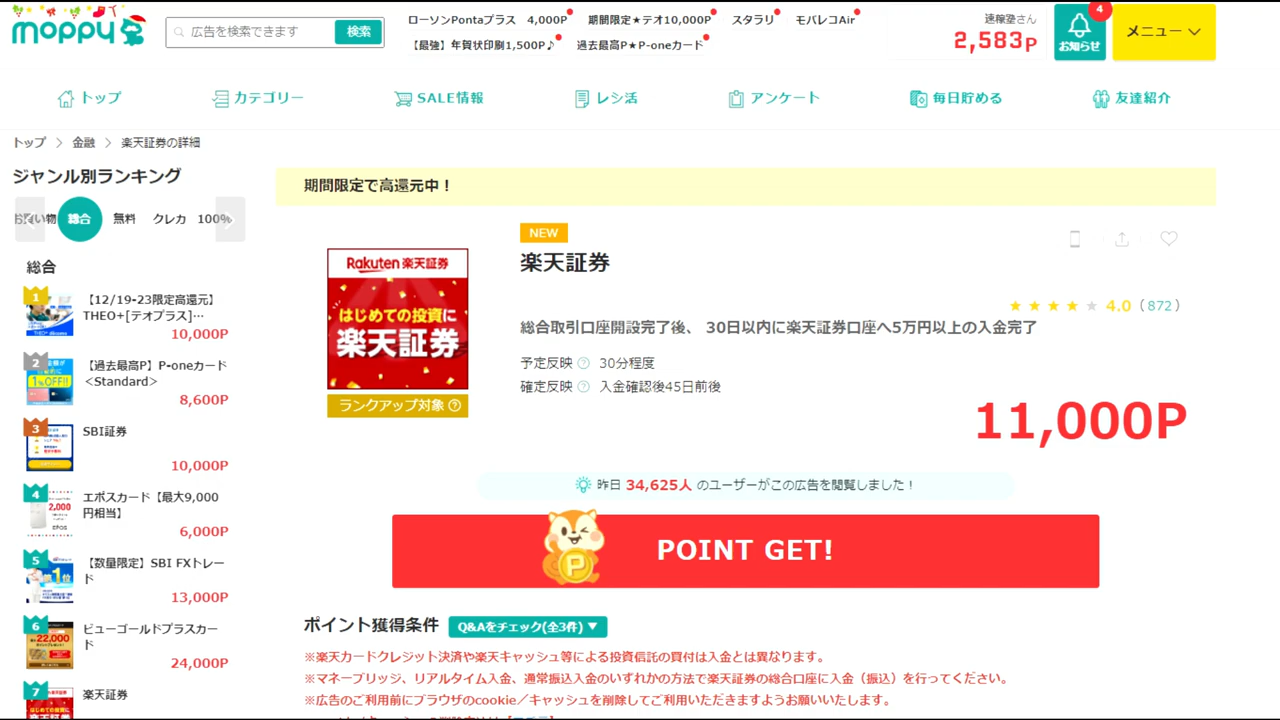 moppy
広告を検索できます
検索
ローソンPontaプラス 4,000P
期間限定★テオ10,000P
スタラリ
モバレコAir
【最強】年賀状印刷1,500P♪
過去最高P★P-oneカード
速稼塾さん
2,583P
4
お知らせ
メニュー
トップ
カテゴリー
SALE情報
レシ活
アンケート
毎日貯める
友達紹介
トップ > 金融 > 楽天証券の詳細
ジャンル別ランキング
お買い物
総合
無料
クレカ
100%
総合
1
【12/19-23限定高還元】
THEO+[テオプラス]…
10,000P
2
【過去最高P】P-oneカード
<Standard>
8,600P
3
SBI証券
10,000P
4
エポスカード【最大9,000
円相当】
6,000P
5
【数量限定】SBI FXトレー
ド
13,000P
6
ビューゴールドプラスカー
ド
24,000P
7
楽天証券
期間限定で高還元中！
NEW
楽天証券
Rakuten 楽天証券
はじめての投資に
楽天証券
ランクアップ対象 ?
★★★★★ 4.0（872）
総合取引口座開設完了後、 30日以内に楽天証券口座へ5万円以上の入金完了
予定反映 ? 30分程度
確定反映 ? 入金確認後45日前後
11,000P
昨日 34,625人 のユーザーがこの広告を閲覧しました！
POINT GET!
ポイント獲得条件
Q&Aをチェック(全3件) ▼
※楽天カードクレジット決済や楽天キャッシュ等による投資信託の買付は入金とは異なります。
※マネーブリッジ、リアルタイム入金、通常振込入金のいずれかの方法で楽天証券の総合口座に入金（振込）を行ってください。
※広告のご利用前にブラウザのcookie／キャッシュを削除してご利用いただきますようお願いいたします。